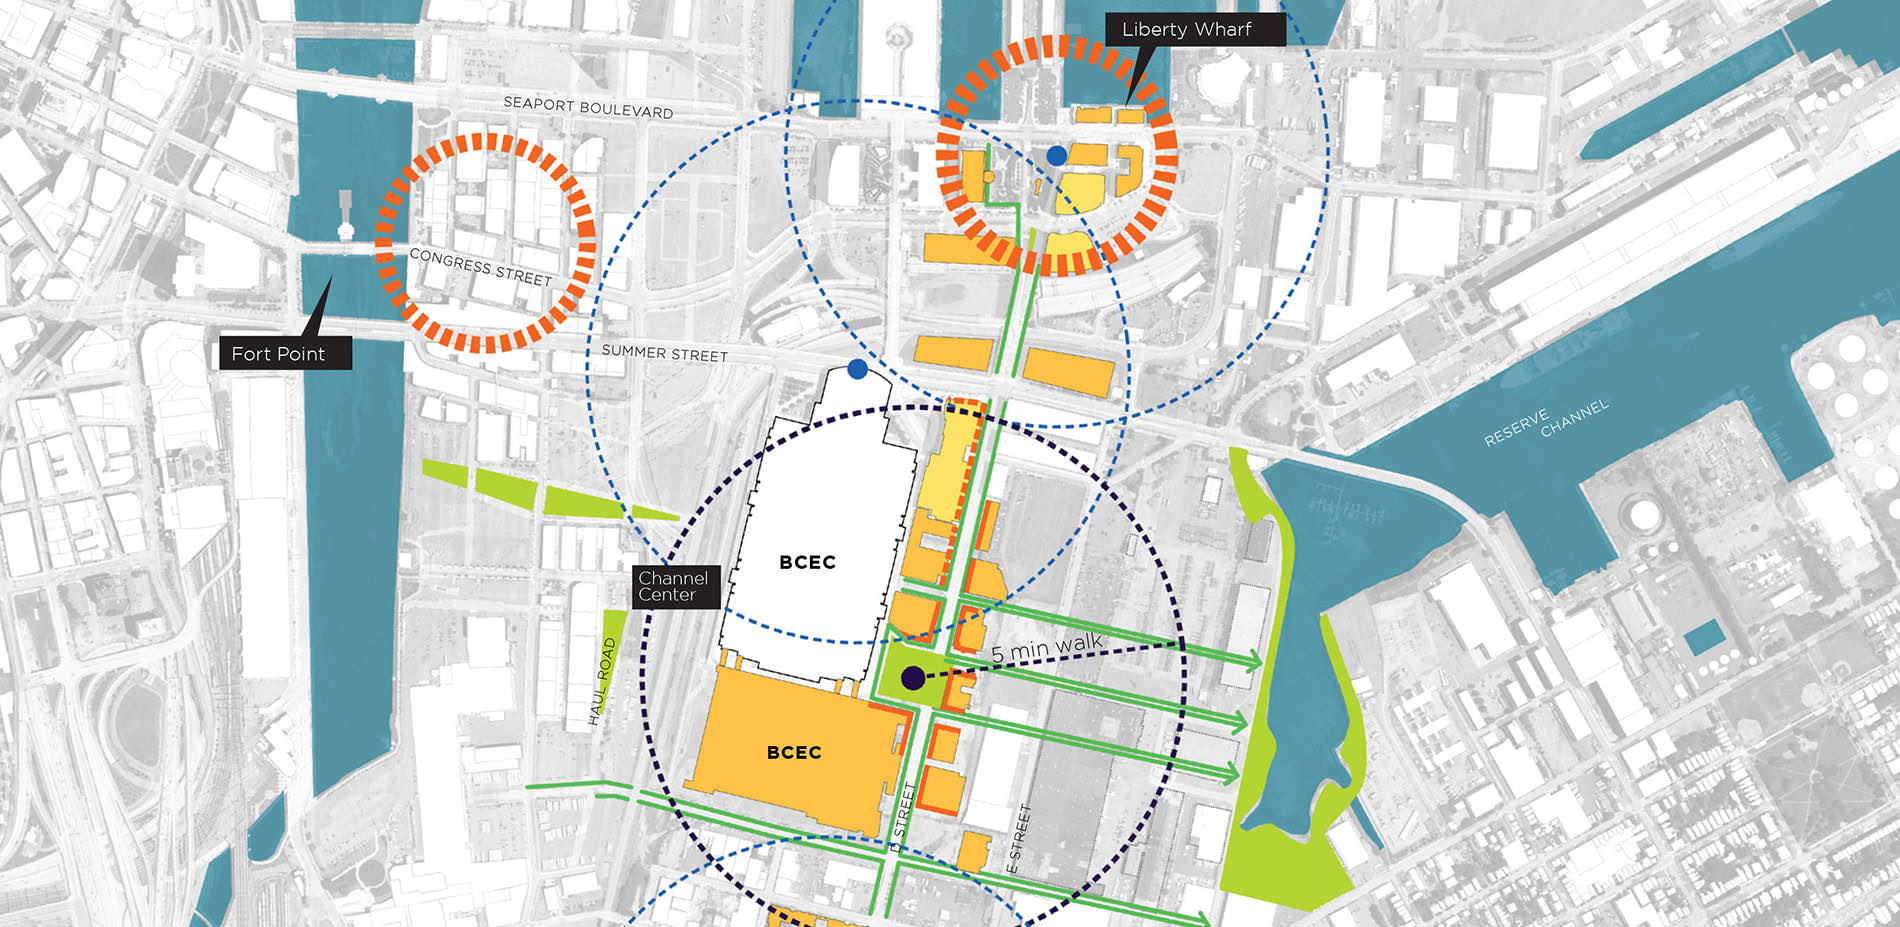 Liberty Wharf
SEAPORT BOULEVARD
CONGRESS STREET
Fort Point
SUMMER STREET
RESERVE
CHANNEL
BCEC
Channel
Center
5 min walk
HAUL ROAD
BCEC
D STREET
E STREET